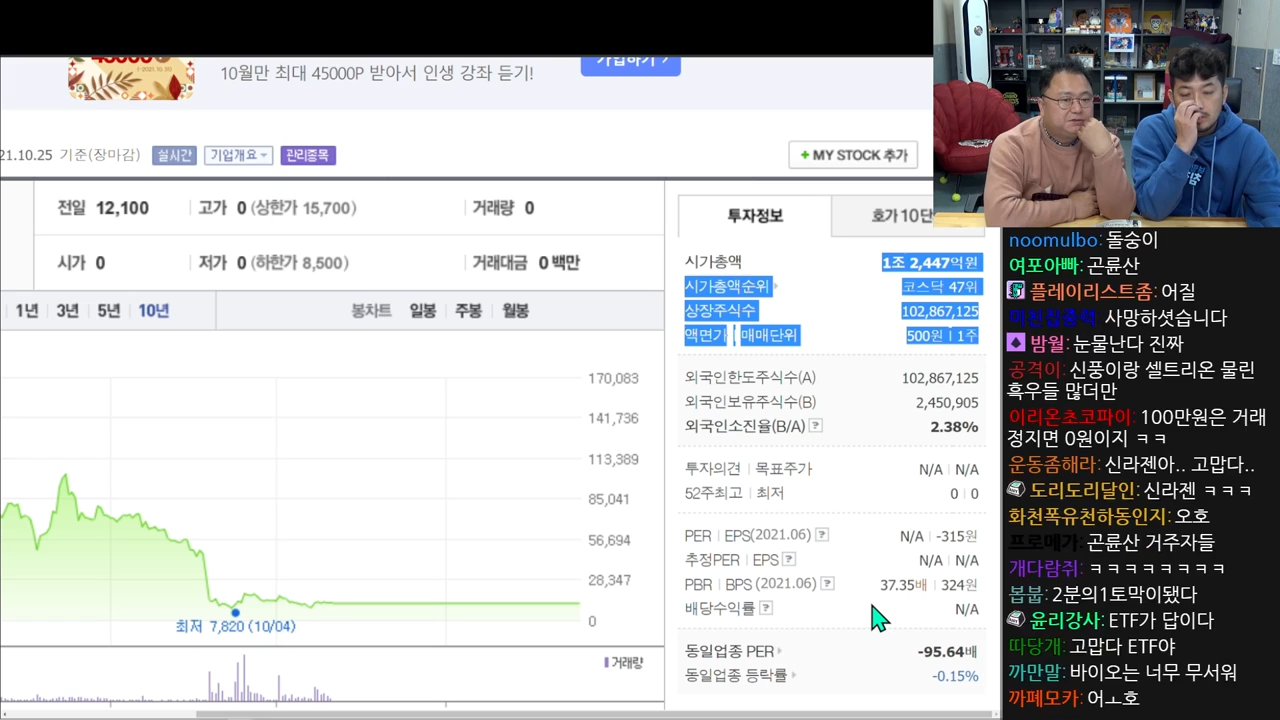 10월만 최대 45000P 받아서 인생 강좌 듣기!
가입하기 >
21.10.25 기준(장마감) 실시간 기업개요 관리종목
+ MY STOCK 추가
전일 12,100 고가 0 (상한가 15,700) 거래량 0
시가 0 저가 0 (하한가 8,500) 거래대금 0 백만
1년 3년 5년 10년 봉차트 일봉 주봉 월봉
170,083
141,736
113,389
85,041
56,694
28,347
0
최저 7,820 (10/04)
거래량
투자정보 호가 10단
시가총액 1조 2,447억원
시가총액순위 코스닥 47위
상장주식수 102,867,125
액면가 | 매매단위 500원 | 1주
외국인한도주식수(A) 102,867,125
외국인보유주식수(B) 2,450,905
외국인소진율(B/A) ? 2.38%
투자의견 | 목표주가 N/A | N/A
52주최고 | 최저 0 | 0
PER | EPS(2021.06) ? N/A | -315원
추정PER | EPS ? N/A | N/A
PBR | BPS (2021.06) ? 37.35배 | 324원
배당수익률 ? N/A
동일업종 PER -95.64배
동일업종 등락률 -0.15%
noomulbo: 돌숭이
여포아빠: 곤륜산
플레이리스트좀: 어질
미친집중력: 사망하셧습니다
밤월: 눈물난다 진짜
공격이: 신풍이랑 셀트리온 물린
흑우들 많더만
이리온초코파이: 100만원은 거래
정지면 0원이지 ㅋㅋ
운동좀해라: 신라젠아.. 고맙다..
도리도리달인: 신라젠 ㅋㅋㅋ
화천폭유천하동인지: 오호
프로메가: 곤륜산 거주자들
개다람쥐: ㅋㅋㅋㅋㅋㅋㅋㅋ
봅붑: 2분의1토막이됐다
윤리강사: ETF가 답이다
따당개: 고맙다 ETF야
까만말: 바이오는 너무 무서워
까페모카: 어ㅗ호